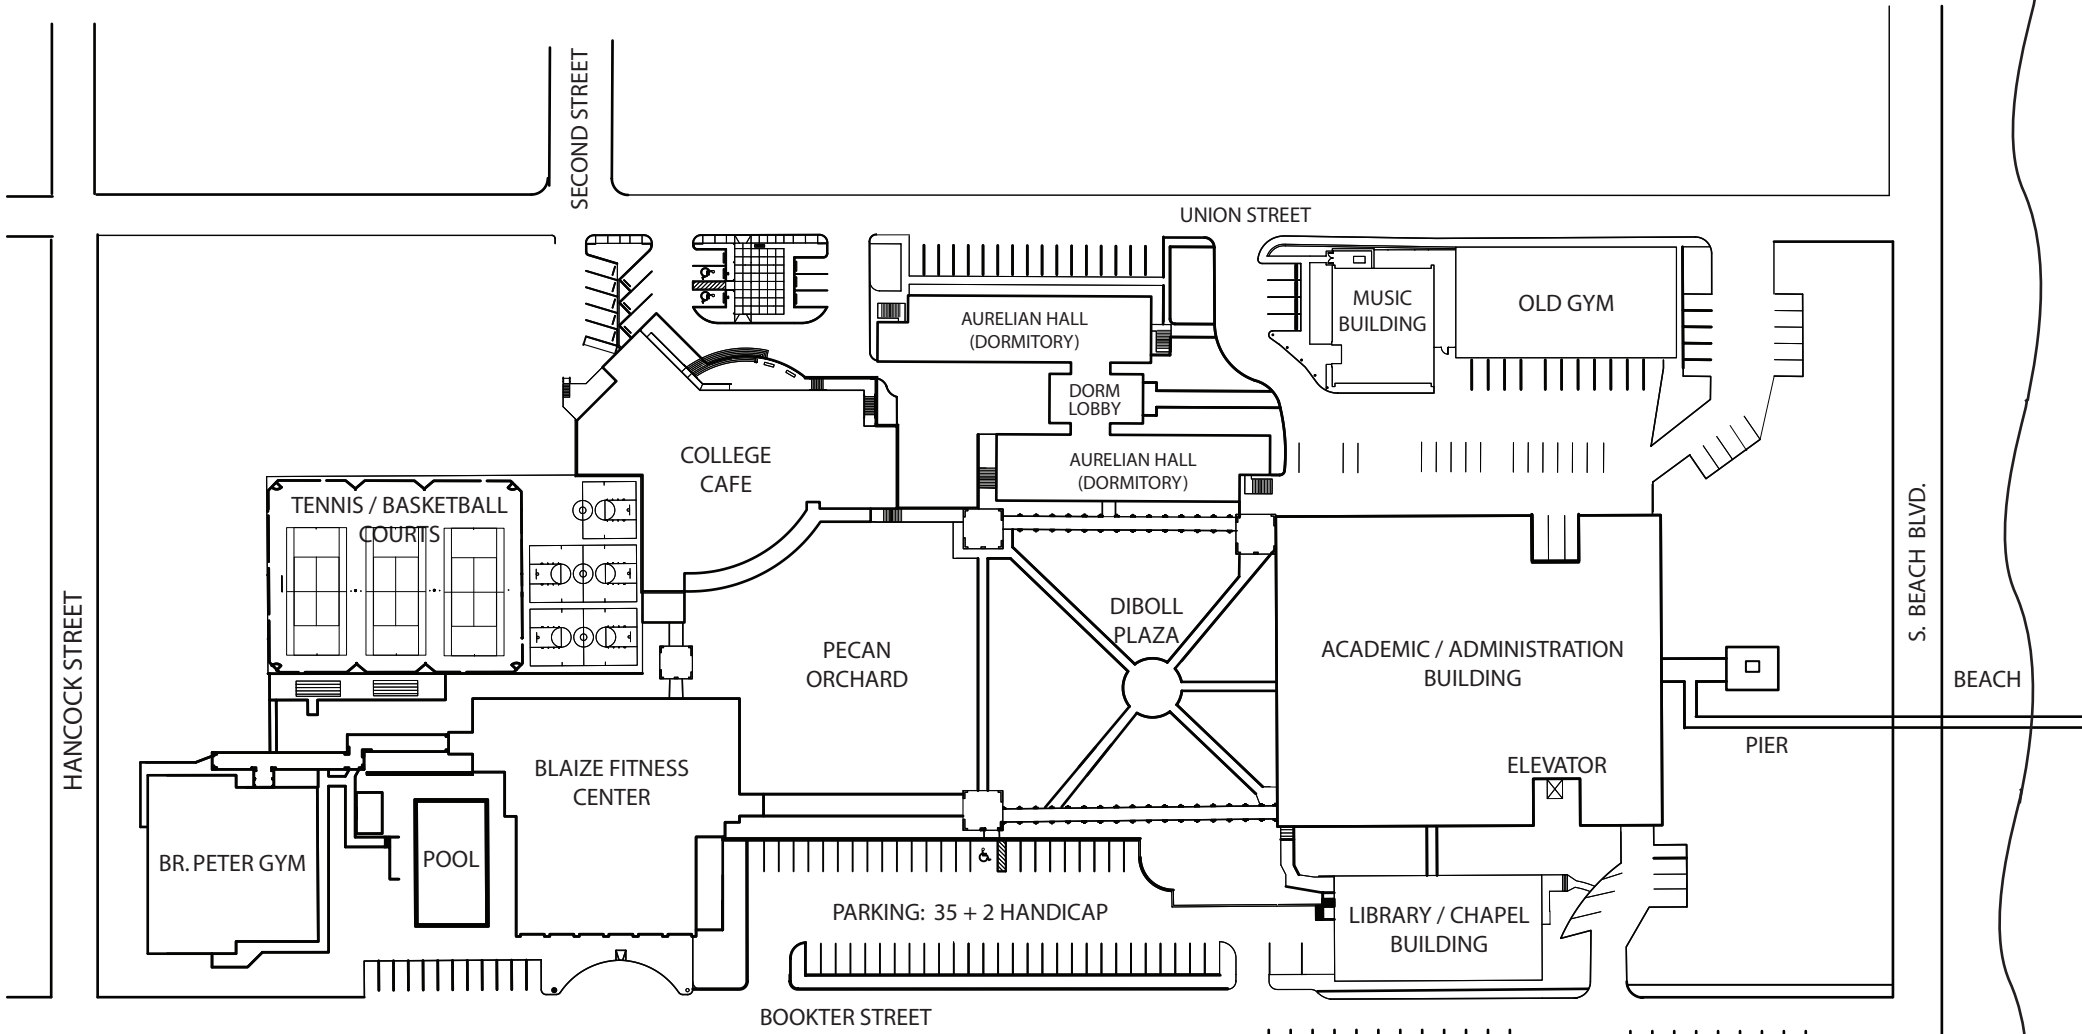 SECOND STREET
UNION STREET
MUSIC
BUILDING
OLD GYM
AURELIAN HALL
(DORMITORY)
DORM
LOBBY
COLLEGE
CAFE
AURELIAN HALL
(DORMITORY)
TENNIS / BASKETBALL
COURTS
HANCOCK STREET
S. BEACH BLVD.
DIBOLL
PLAZA
PECAN
ORCHARD
ACADEMIC / ADMINISTRATION
BUILDING
BEACH
PIER
ELEVATOR
BLAIZE FITNESS
CENTER
BR. PETER GYM
POOL
PARKING: 35 + 2 HANDICAP
LIBRARY / CHAPEL
BUILDING
BOOKTER STREET